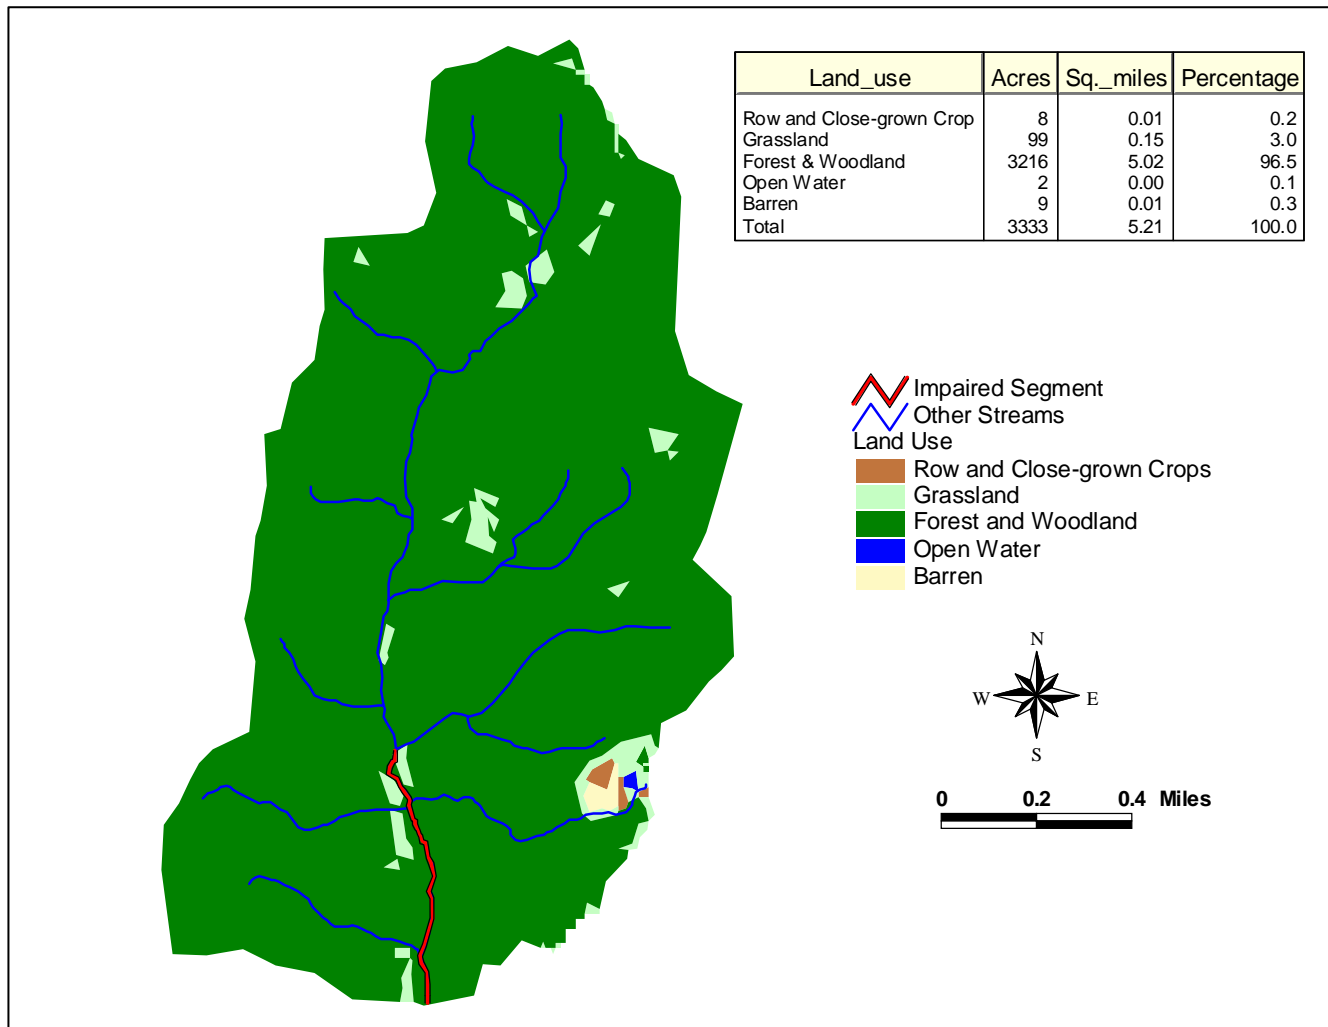 Land_use Acres Sq._miles Percentage
Row and Close-grown Crop 8 0.01 0.2
Grassland 99 0.15 3.0
Forest & Woodland 3216 5.02 96.5
Open Water 2 0.00 0.1
Barren 9 0.01 0.3
Total 3333 5.21 100.0
Impaired Segment
Other Streams
Land Use
Row and Close-grown Crops
Grassland
Forest and Woodland
Open Water
Barren
N
W E
S
0 0.2 0.4 Miles